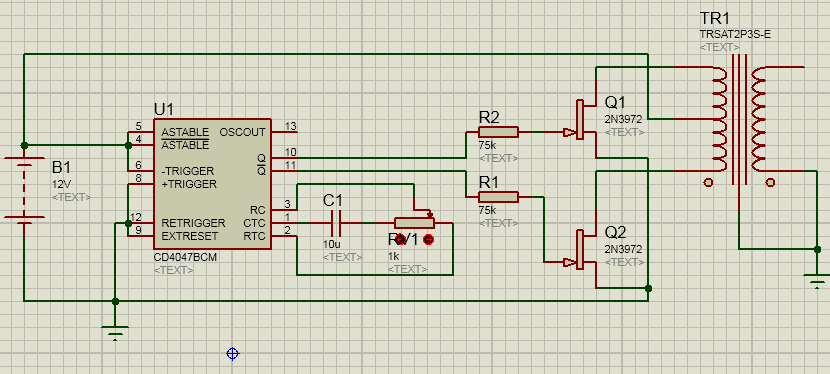 TR1
TRSAT2P3S-E
<TEXT>
U1
5 ASTABLE OSCOUT 13
4 ASTABLE
Q 10
6 -TRIGGER Q 11
8 +TRIGGER
RC 3
12 RETRIGGER CTC 1
9 EXTRESET RTC 2
CD4047BCM
<TEXT>
B1
12V
<TEXT>
R2
75k
<TEXT>
Q1
2N3972
<TEXT>
R1
75k
<TEXT>
C1
10u
<TEXT>
RV1
1k
<TEXT>
Q2
2N3972
<TEXT>